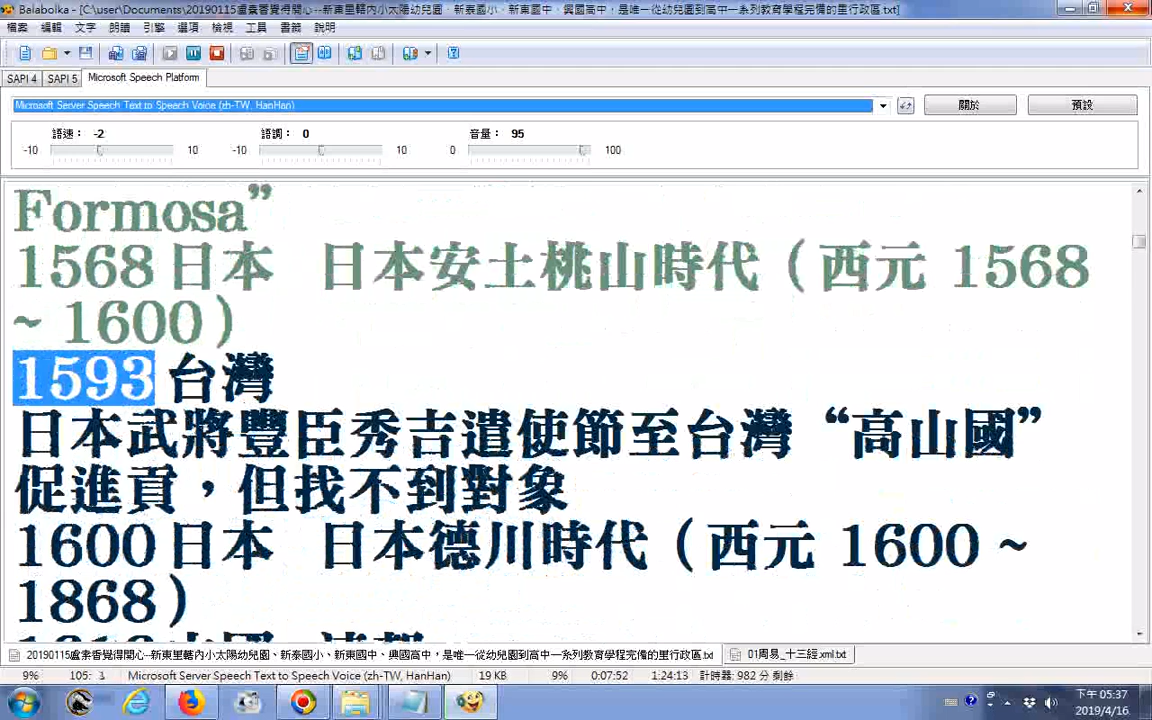 Balabolka - [C:\user\Documents\20190115盧素香覺得開心--新東里轄內小太陽幼兒園、新泰國小、新東國中、興國高中，是唯一從幼兒園到高中一系列教育學程完備的里行政區.txt]
檔案 編輯 文字 朗讀 引擎 選項 檢視 工具 書籤 說明
SAPI 4 SAPI 5 Microsoft Speech Platform
Microsoft Server Speech Text to Speech Voice (zh-TW, HanHan)
關於 預設
語速： -2 語調： 0 音量： 95
-10 10 -10 10 0 100
Formosa”
1568日本 日本安土桃山時代（西元 1568
~ 1600）
1593 台灣
日本武將豐臣秀吉遣使節至台灣“高山國”
促進貢，但找不到對象
1600日本 日本德川時代（西元 1600 ~
1868）
20190115盧素香覺得開心--新東里轄內小太陽幼兒園、新泰國小、新東國中、興國高中，是唯一從幼兒園到高中一系列教育學程完備的里行政區.txt 01周易_十三經.xml.txt
9% 105: 1 Microsoft Server Speech Text to Speech Voice (zh-TW, HanHan) 19 KB 9% 0:07:52 1:24:13 計時器: 982 分 剩餘
下午 05:37
2019/4/16